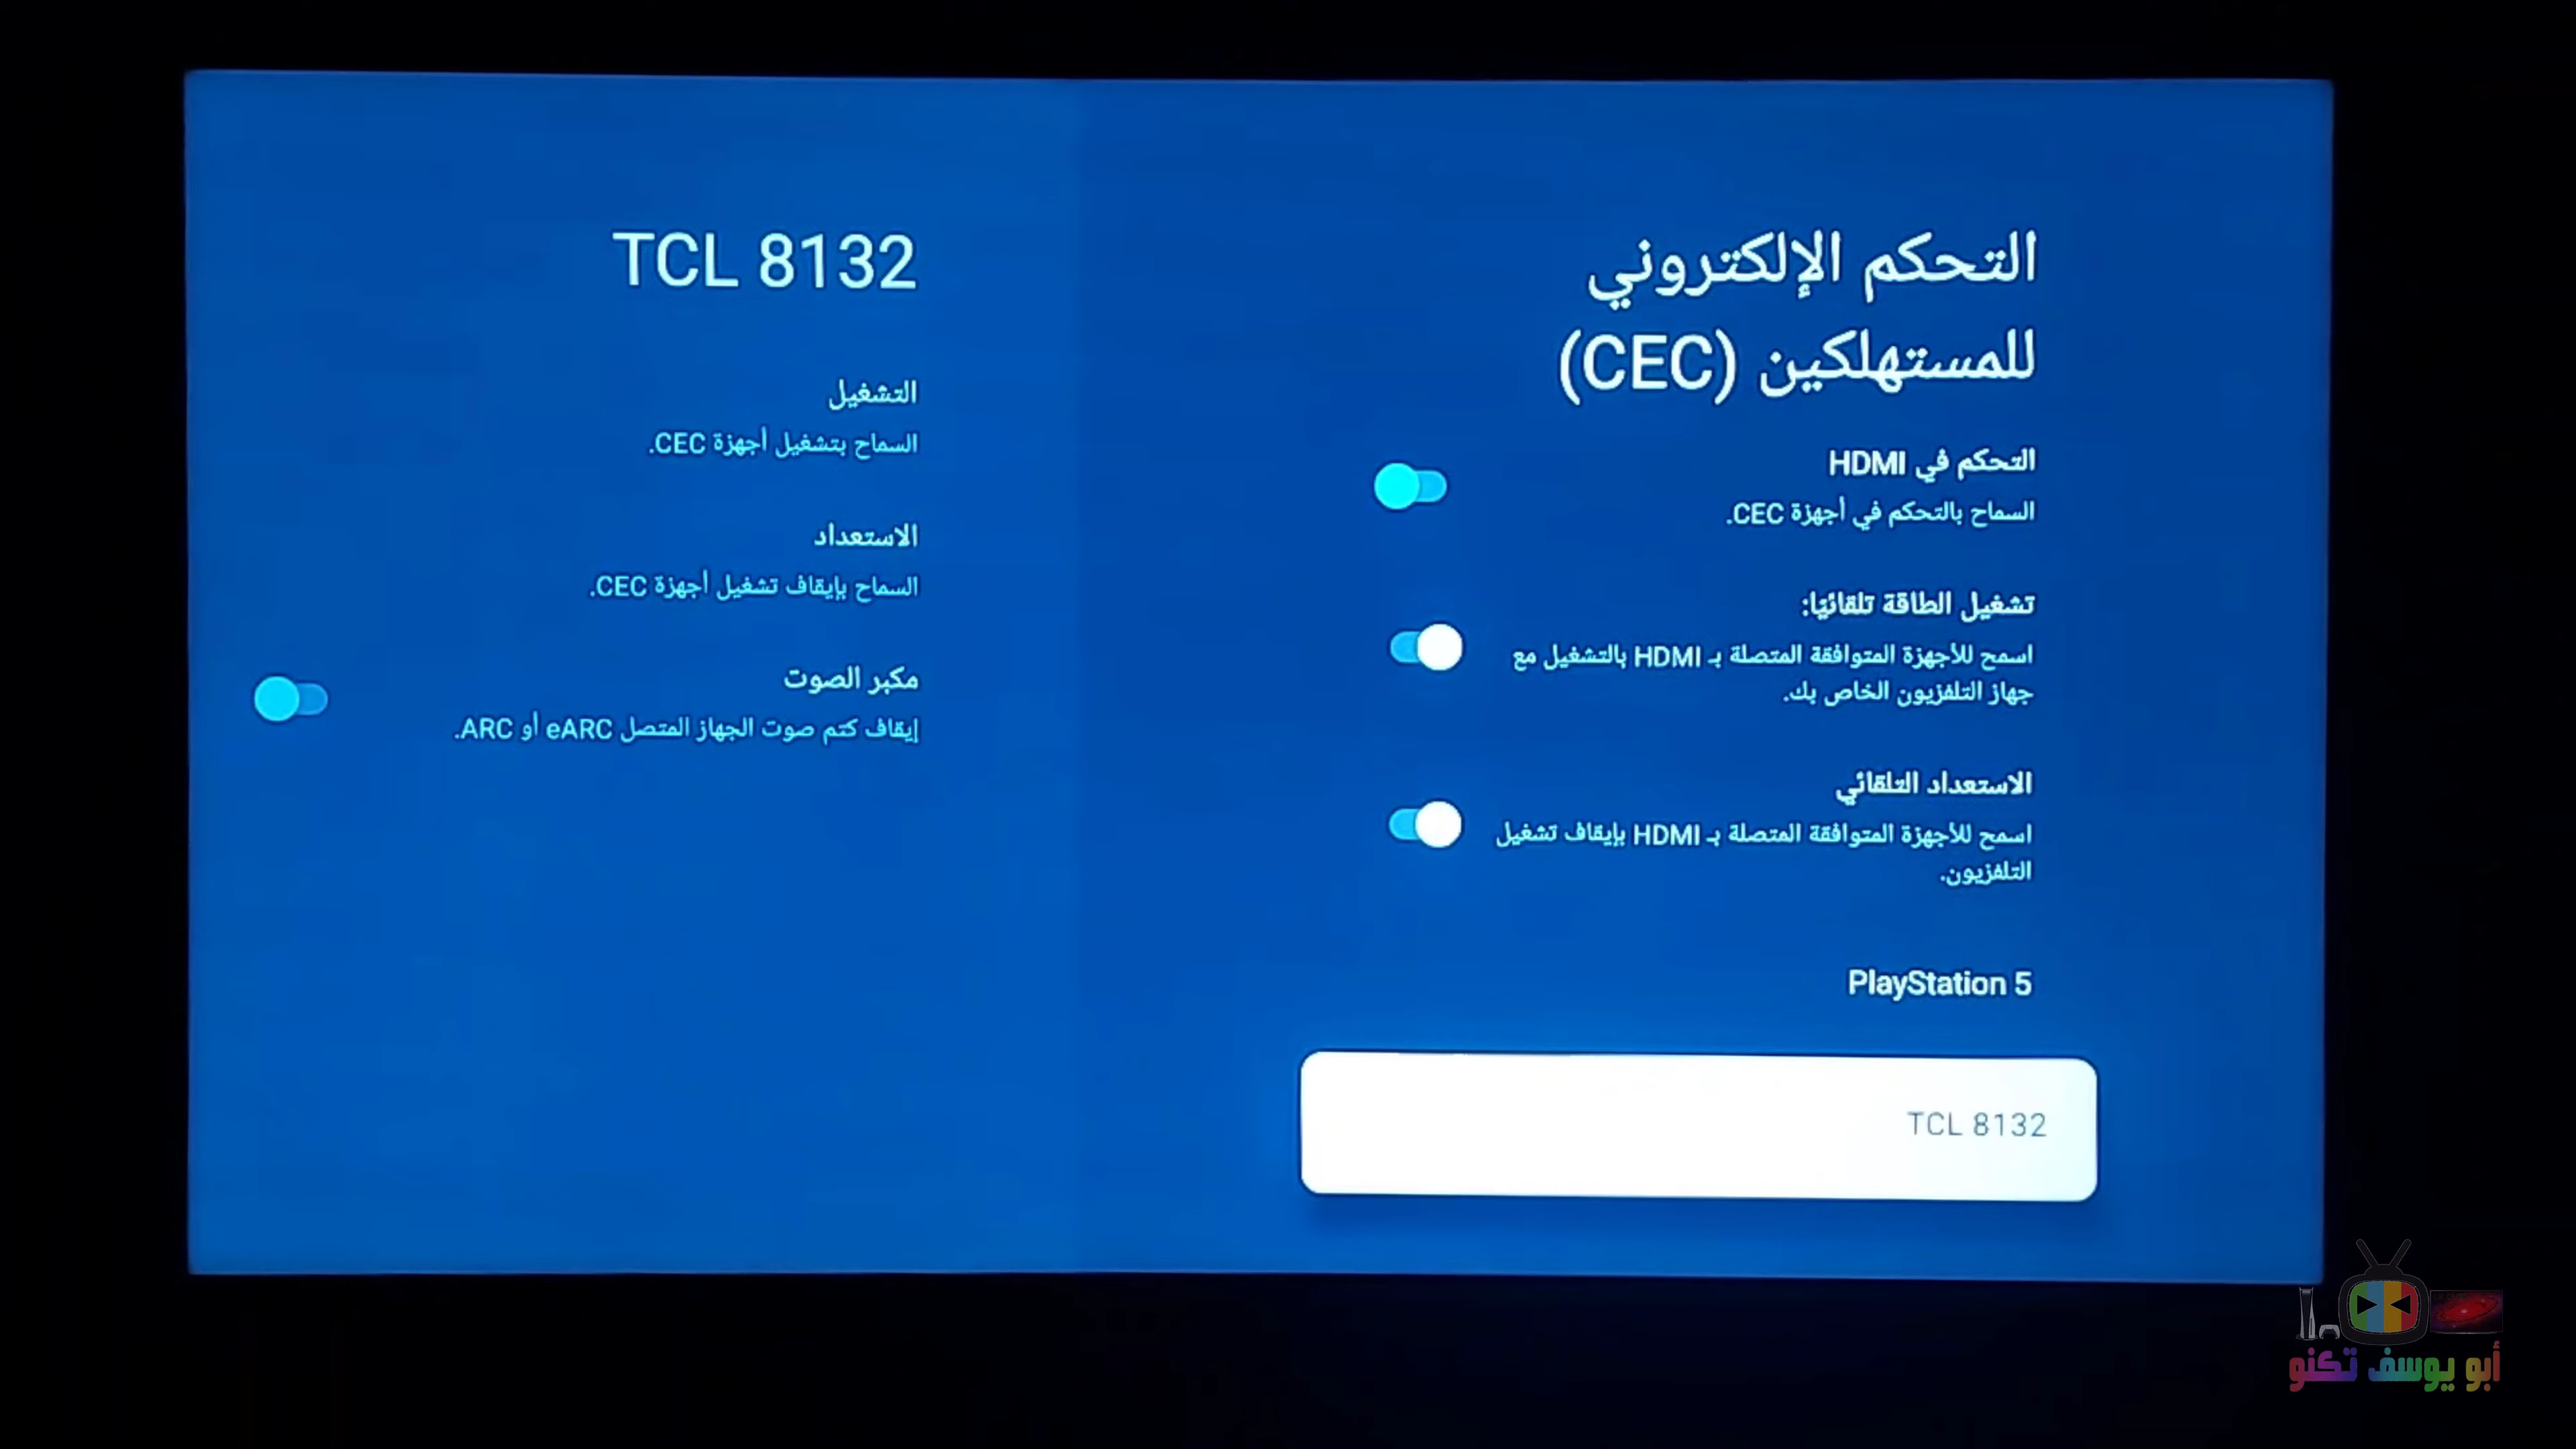 التحكم الإلكتروني
للمستهلكين (CEC)
التحكم في HDMI
السماح بالتحكم في أجهزة CEC.
تشغيل الطاقة تلقائيًا:
اسمح للأجهزة المتوافقة المتصلة بـ HDMI بالتشغيل مع
جهاز التلفزيون الخاص بك.
الاستعداد التلقائي
اسمح للأجهزة المتوافقة المتصلة بـ HDMI بإيقاف تشغيل
التلفزيون.
PlayStation 5
TCL 8132
TCL 8132
التشغيل
السماح بتشغيل أجهزة CEC.
الاستعداد
السماح بإيقاف تشغيل أجهزة CEC.
مكبر الصوت
إيقاف كتم صوت الجهاز المتصل eARC أو ARC.
أبو يوسف تكنو